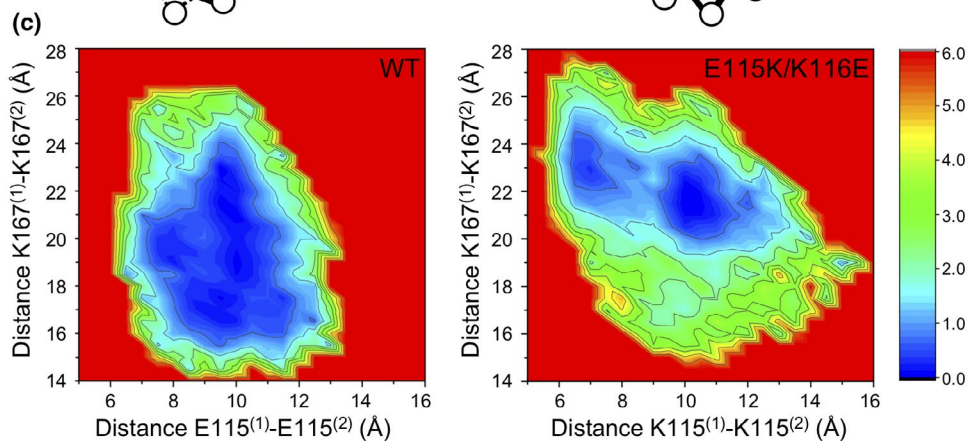 (c)
WT
E115K/K116E
Distance K167(1)-K167(2) (Å)
28
26
24
22
20
18
16
14
6 8 10 12 14 16
Distance E115(1)-E115(2) (Å)
Distance K167(1)-K167(2) (Å)
28
26
24
22
20
18
16
14
6 8 10 12 14 16
Distance K115(1)-K115(2) (Å)
6.0
5.0
4.0
3.0
2.0
1.0
0.0